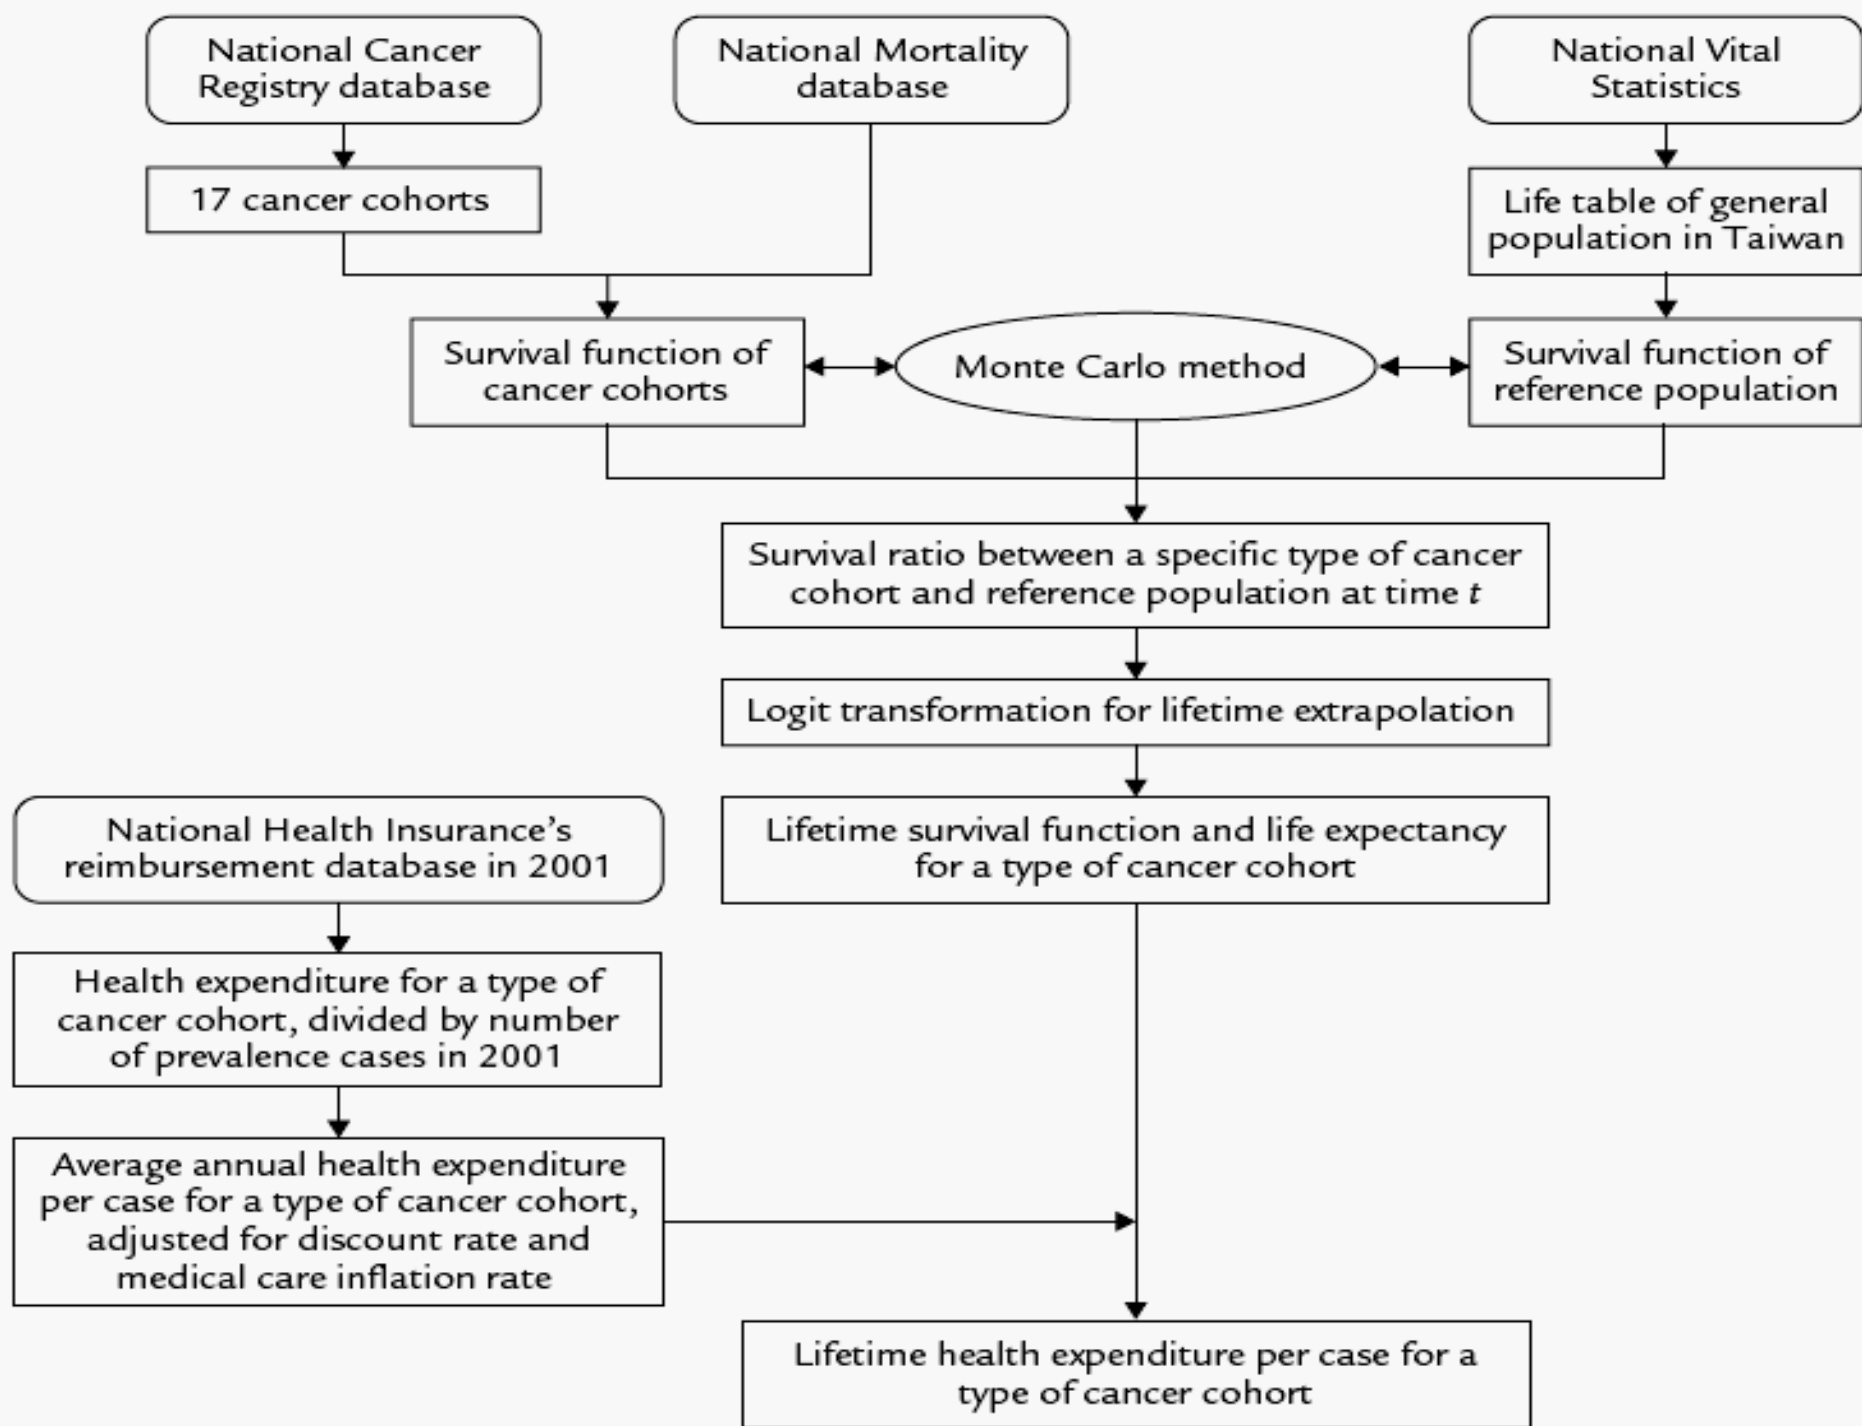 National Cancer
Registry database
National Mortality
database
National Vital
Statistics
17 cancer cohorts
Life table of general
population in Taiwan
Survival function of
cancer cohorts
Monte Carlo method
Survival function of
reference population
Survival ratio between a specific type of cancer
cohort and reference population at time t
Logit transformation for lifetime extrapolation
National Health Insurance’s
reimbursement database in 2001
Lifetime survival function and life expectancy
for a type of cancer cohort
Health expenditure for a type of
cancer cohort, divided by number
of prevalence cases in 2001
Average annual health expenditure
per case for a type of cancer cohort,
adjusted for discount rate and
medical care inflation rate
Lifetime health expenditure per case for a
type of cancer cohort